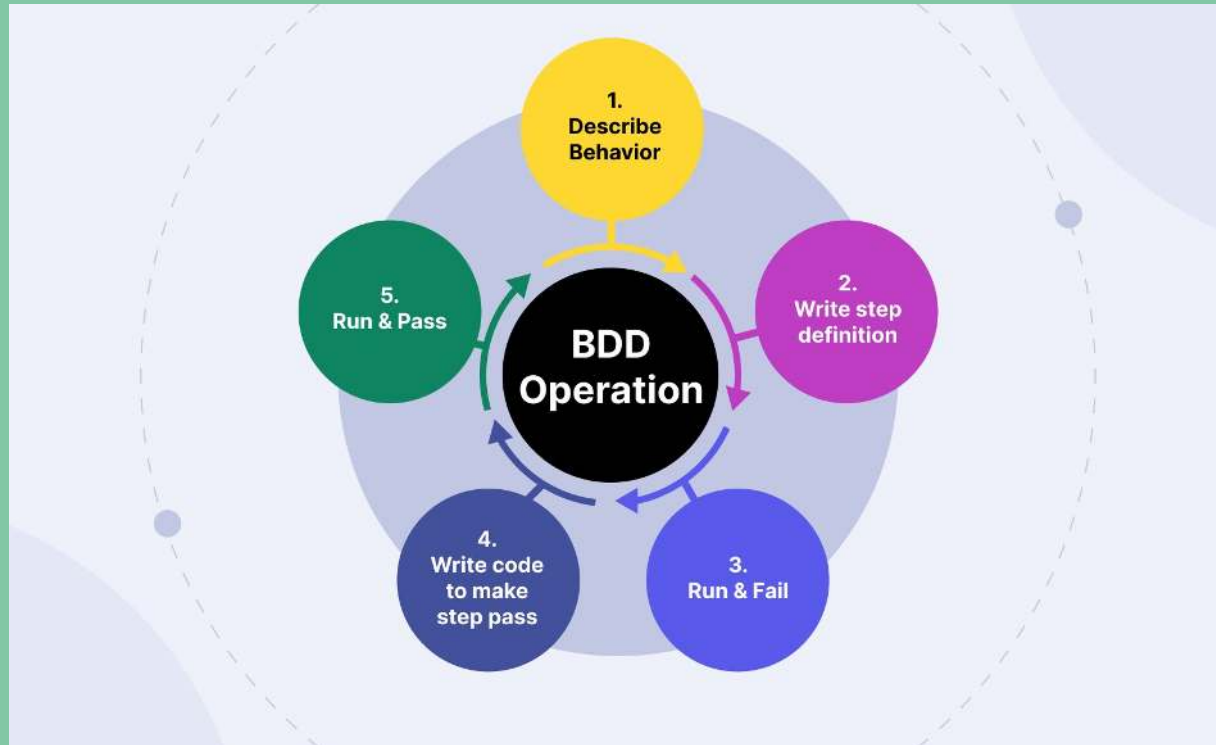 1.
Describe
Behavior
2.
Write step
definition
3.
Run & Fail
4.
Write code
to make
step pass
5.
Run & Pass
BDD
Operation